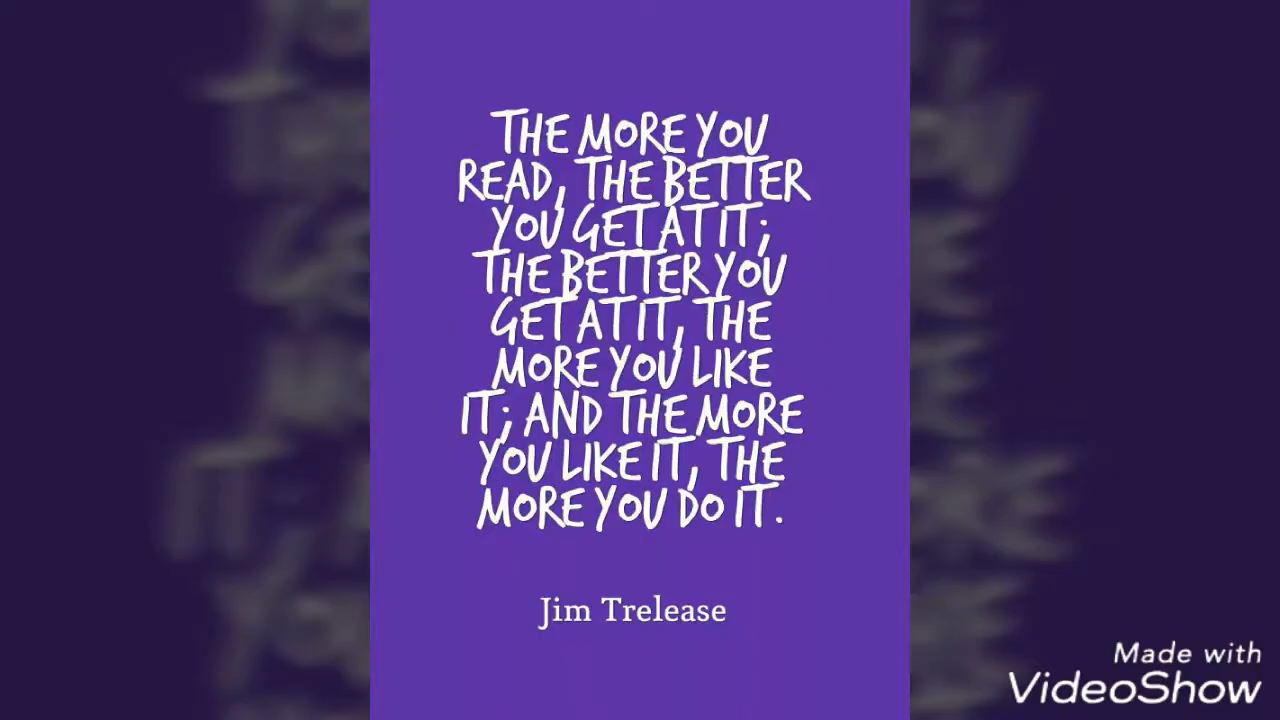 THE MORE YOU
READ, THE BETTER
YOU GET AT IT;
THE BETTER YOU
GET AT IT, THE
MORE YOU LIKE
IT; AND THE MORE
YOU LIKE IT, THE
MORE YOU DO IT.
Jim Trelease
Made with
VideoShow